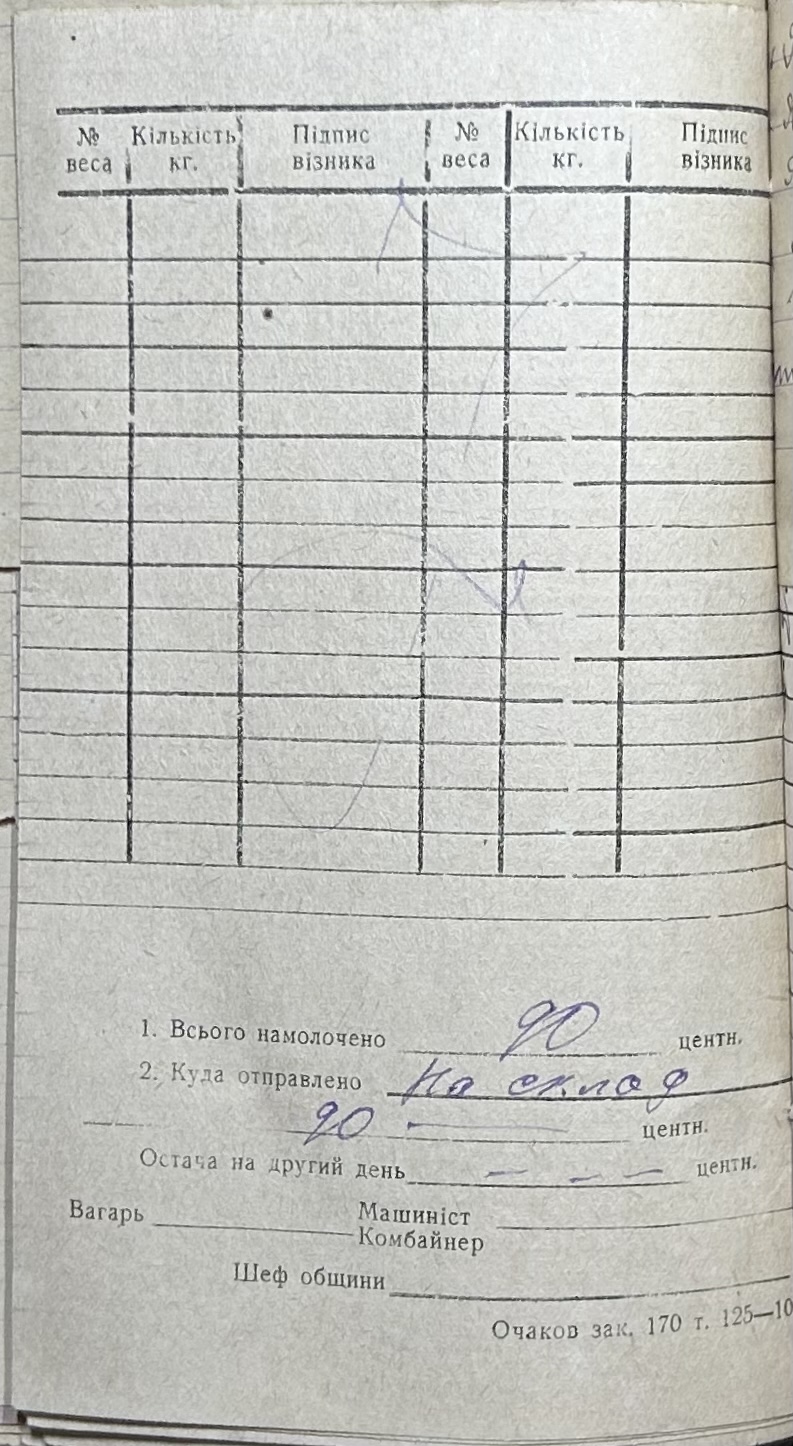 № веса Кількість кг. Підпис візника № веса Кількість кг. Підпис візника
1. Всього намолочено 90 центн.
2. Куда отправлено На склад
90 — центн.
Остача на другий день — — — центн.
Вагарь Машиніст
Комбайнер
Шеф общини
Очаков зак. 170 т. 125—10